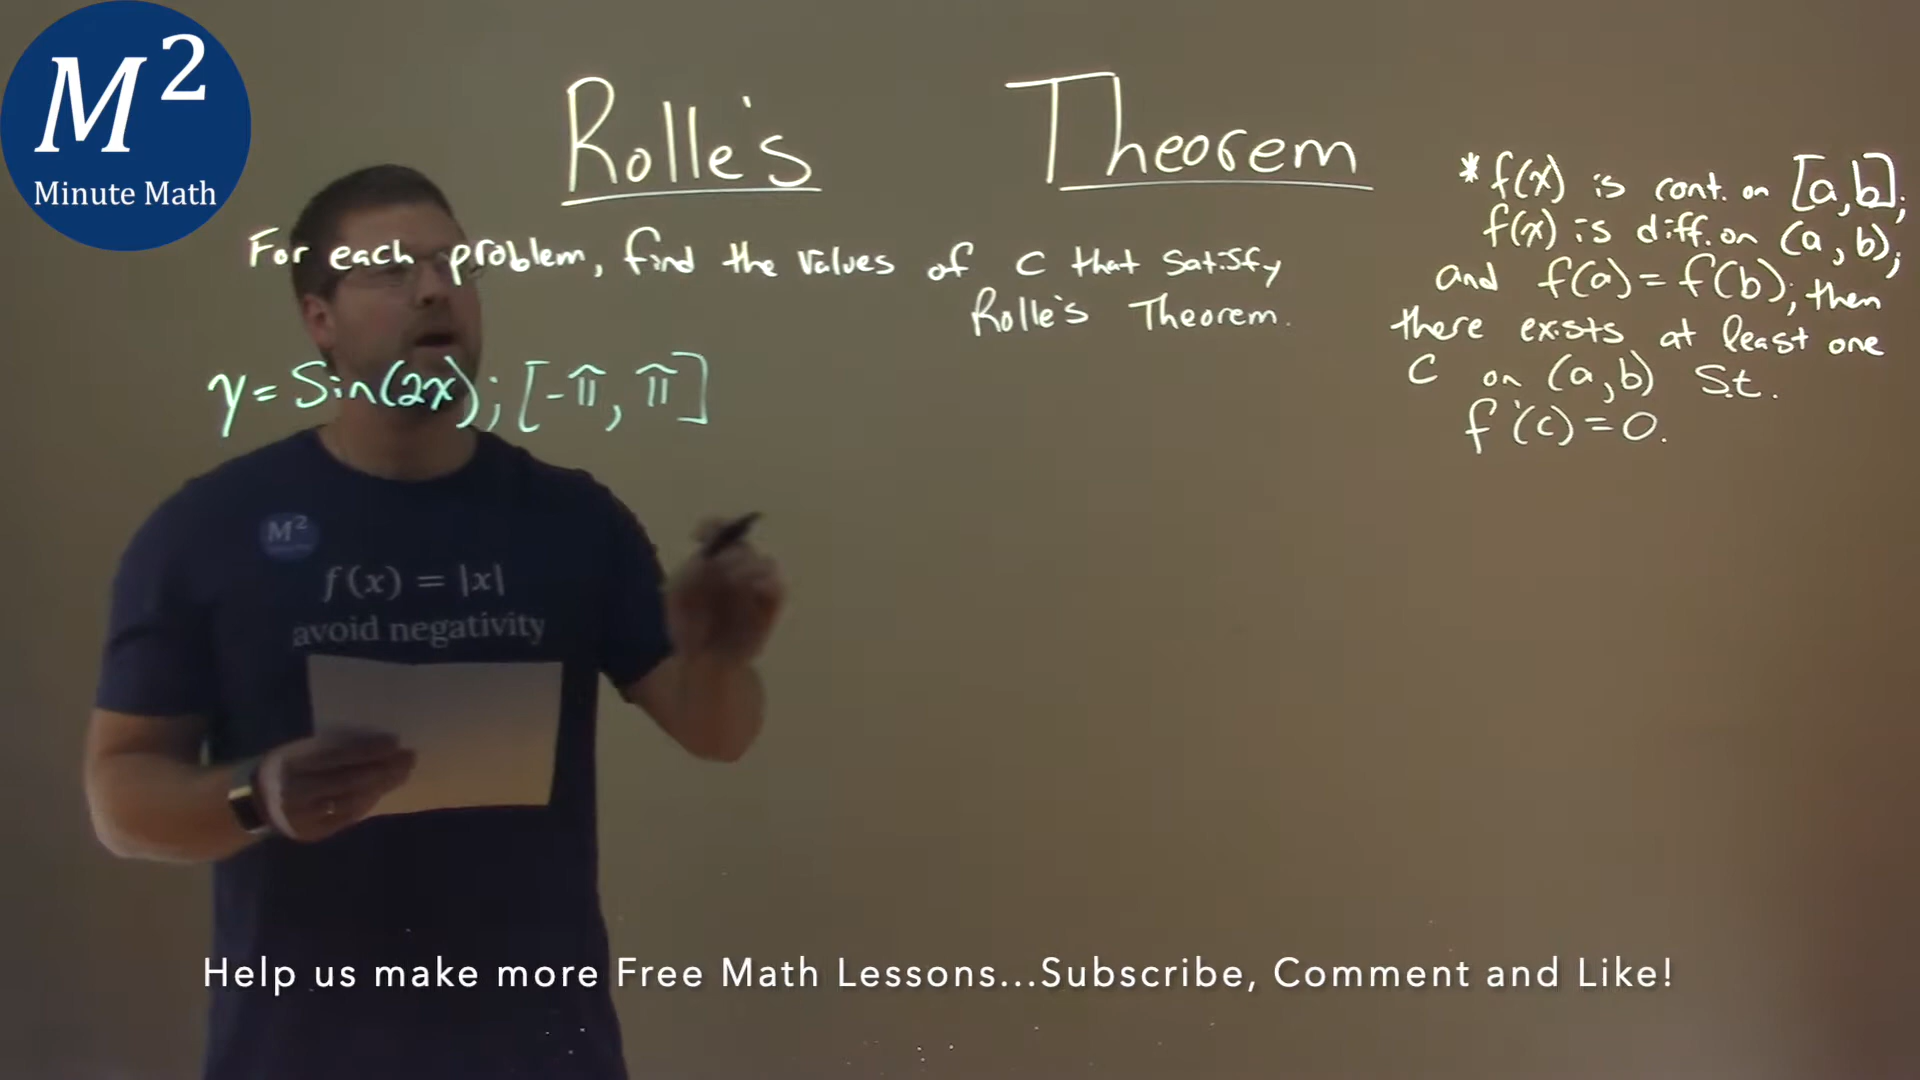 M²
Minute Math
Rolle's Theorem
For each problem, find the values of c that satisfy
Rolle's Theorem.
y = Sin(2x); [-π, π]
* f(x) is cont. on [a,b];
f(x) is diff. on (a,b);
and f(a) = f(b); then
there exists at least one
c on (a,b) s.t.
f'(c) = 0.
M²
f(x) = |x|
avoid negativity
Help us make more Free Math Lessons...Subscribe, Comment and Like!